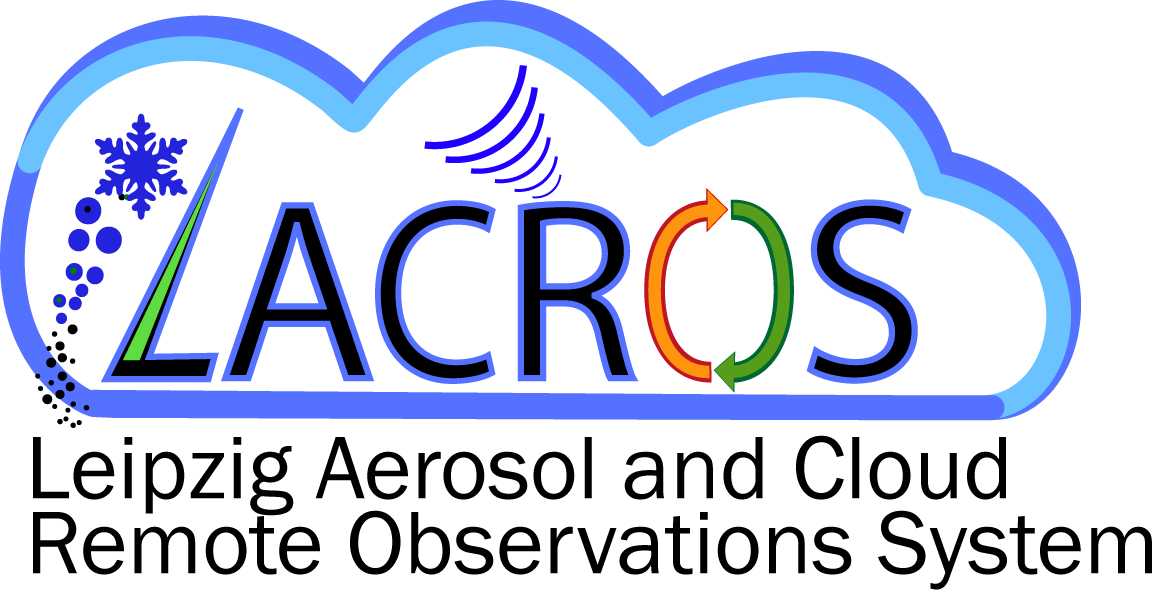 LACROS
Leipzig Aerosol and Cloud
Remote Observations System